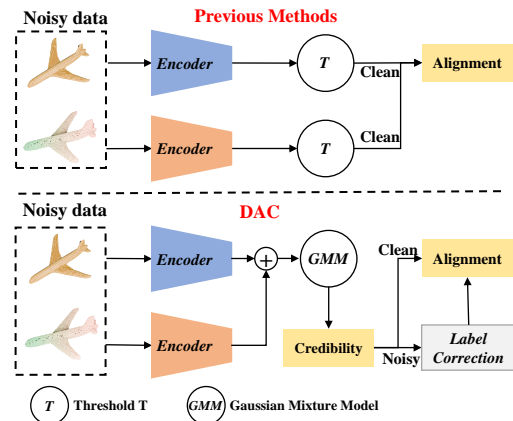 Previous Methods
Noisy data
Encoder
T
Clean
Alignment
Encoder
T
Clean
Noisy data
DAC
Encoder
+
GMM
Clean
Alignment
Encoder
Credibility
Noisy
Label
Correction
T Threshold T
GMM Gaussian Mixture Model